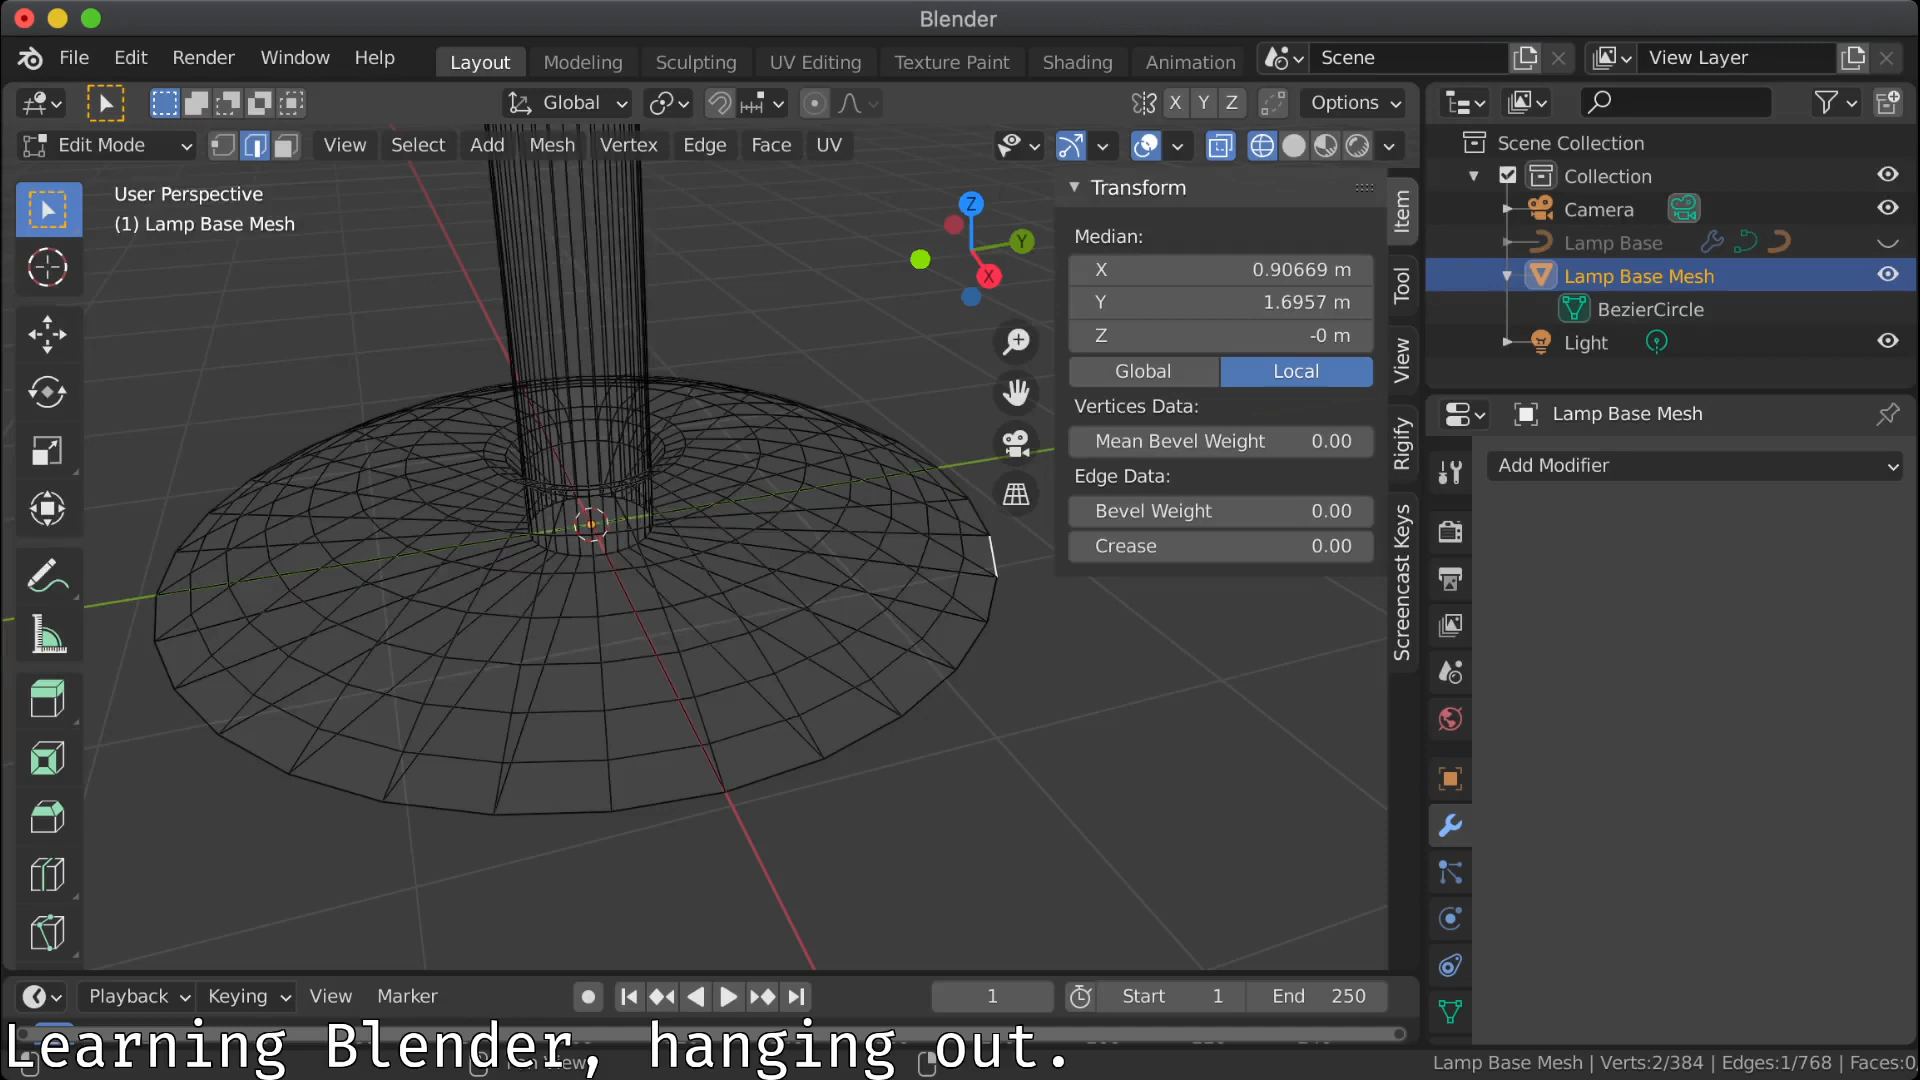 Blender
File Edit Render Window Help Layout Modeling Sculpting UV Editing Texture Paint Shading Animation Scene View Layer
Global X Y Z Options
Edit Mode View Select Add Mesh Vertex Edge Face UV
User Perspective
(1) Lamp Base Mesh
Z
Y
X
Transform
Median:
X 0.90669 m
Y 1.6957 m
Z -0 m
Global Local
Vertices Data:
Mean Bevel Weight 0.00
Edge Data:
Bevel Weight 0.00
Crease 0.00
Item
Tool
View
Rigify
Screencast Keys
Scene Collection
Collection
Camera
Lamp Base
Lamp Base Mesh
BezierCircle
Light
Lamp Base Mesh
Add Modifier
Playback Keying View Marker 1 Start 1 End 250
Learning Blender, hanging out.
Lamp Base Mesh | Verts:2/384 | Edges:1/768 | Faces:0